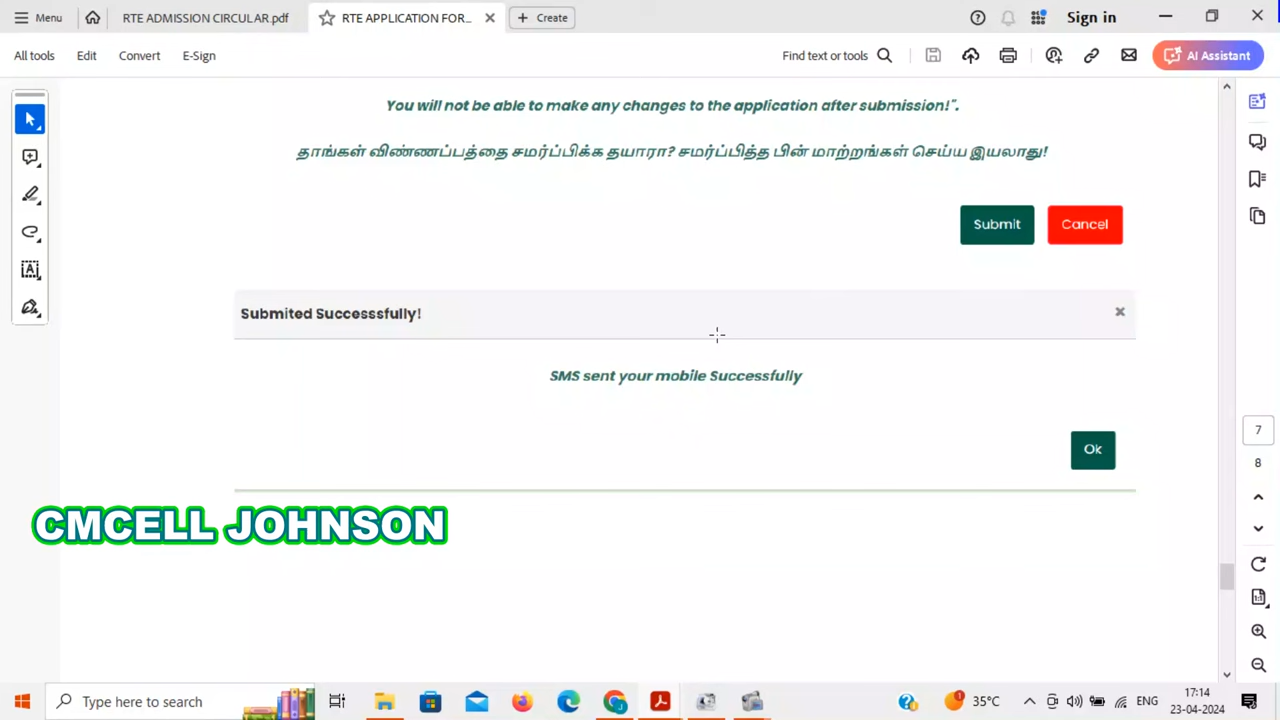 Menu
RTE ADMISSION CIRCULAR.pdf
RTE APPLICATION FOR...
Create
Sign in
All tools
Edit
Convert
E-Sign
Find text or tools
AI Assistant
You will not be able to make any changes to the application after submission!".
தாங்கள் விண்ணப்பத்தை சமர்ப்பிக்க தயாரா? சமர்ப்பித்த பின் மாற்றங்கள் செய்ய இயலாது!
Submit
Cancel
Submited Successsfully!
SMS sent your mobile Successfully
Ok
7
8
CMCELL JOHNSON
Type here to search
35°C
ENG
17:14
23-04-2024